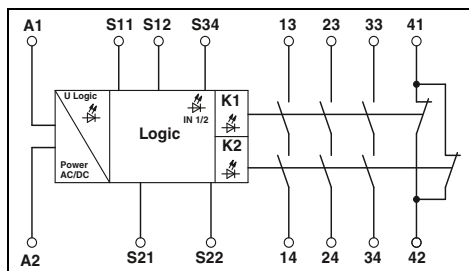 A1 S11 S12 S34 13 23 33 41
U Logic
IN 1/2
K1
Logic
K2
Power
AC/DC
A2 S21 S22 14 24 34 42